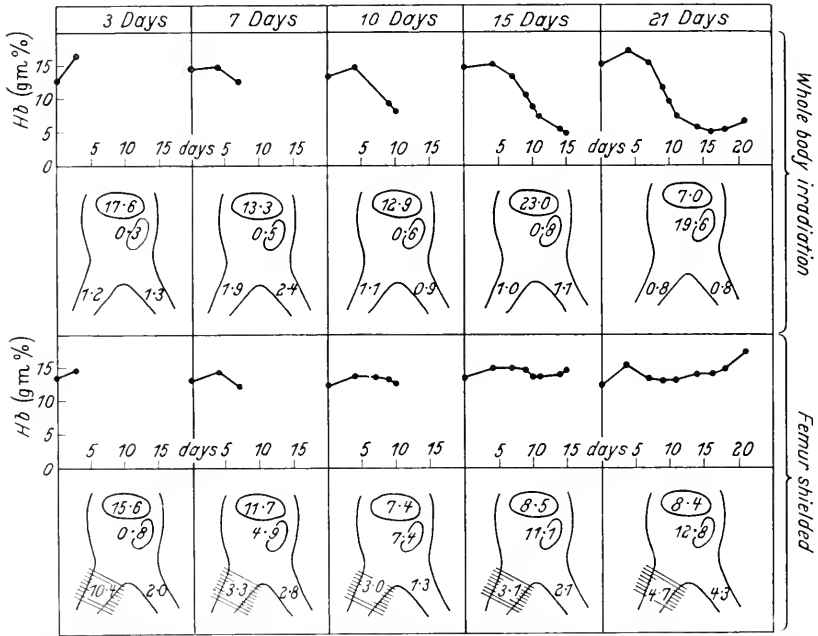 3 Days 7 Days 10 Days 15 Days 21 Days
Hb (gm %)
15
10
5
0
5 10 15 days 5 10 15 5 10 15 days 5 10 15 5 10 15 20
Whole body irradiation
17·6 13·3 12·9 23·0 7·0
0·3 0·5 0·6 0·8 19·6
1·2 1·3 1·9 2·4 1·1 0·9 1·0 1·1 0·8 0·8
Hb (gm %)
15
10
5
0
5 10 15 days 5 10 15 5 10 15 days 5 10 15 days 5 10 15 20
Femur shielded
15·6 11·7 7·4 8·5 8·4
0·8 4·9 7·4 11·1 12·8
10·4 2·0 3·3 2·8 3·0 1·3 3·1 2·1 4·7 4·3